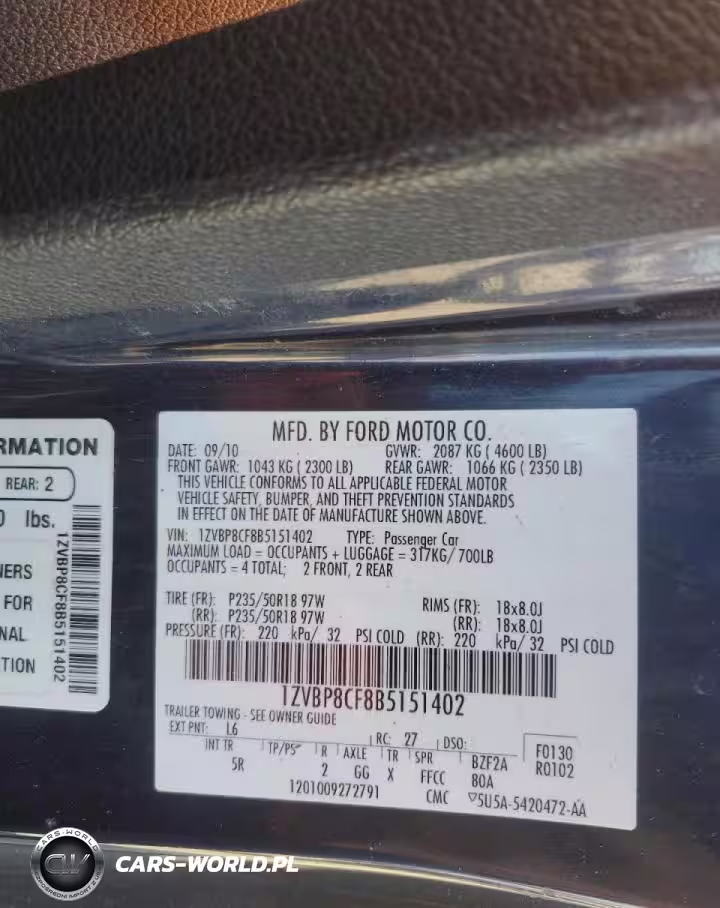 RMATION
REAR: 2
0 lbs.
NERS
FOR
NAL
TION
1ZVBP8CF8B5151402
MFD. BY FORD MOTOR CO.
DATE: 09/10 GVWR: 2087 KG ( 4600 LB)
FRONT GAWR: 1043 KG ( 2300 LB) REAR GAWR: 1066 KG ( 2350 LB)
THIS VEHICLE CONFORMS TO ALL APPLICABLE FEDERAL MOTOR
VEHICLE SAFETY, BUMPER, AND THEFT PREVENTION STANDARDS
IN EFFECT ON THE DATE OF MANUFACTURE SHOWN ABOVE.
VIN: 1ZVBP8CF8B5151402 TYPE: Passenger Car
MAXIMUM LOAD = OCCUPANTS + LUGGAGE = 317KG/ 700LB
OCCUPANTS = 4 TOTAL; 2 FRONT, 2 REAR
TIRE (FR): P235/50R18 97W RIMS (FR): 18x8.0J
(RR): P235/50R18 97W (RR): 18x8.0J
PRESSURE (FR): 220 kPa/ 32 PSI COLD (RR): 220 kPa/ 32 PSI COLD
1ZVBP8CF8B5151402
TRAILER TOWING - SEE OWNER GUIDE
EXT PNT: L6 RC: 27 DSO: F0130
INT TR TP/PS R AXLE TR SPR BZF2A R0102
5R 2 GG X FFCC 80A
1201009272791 CMC ▽5U5A-5420472-AA
CARS-WORLD
CW
CARS-WORLD.PL